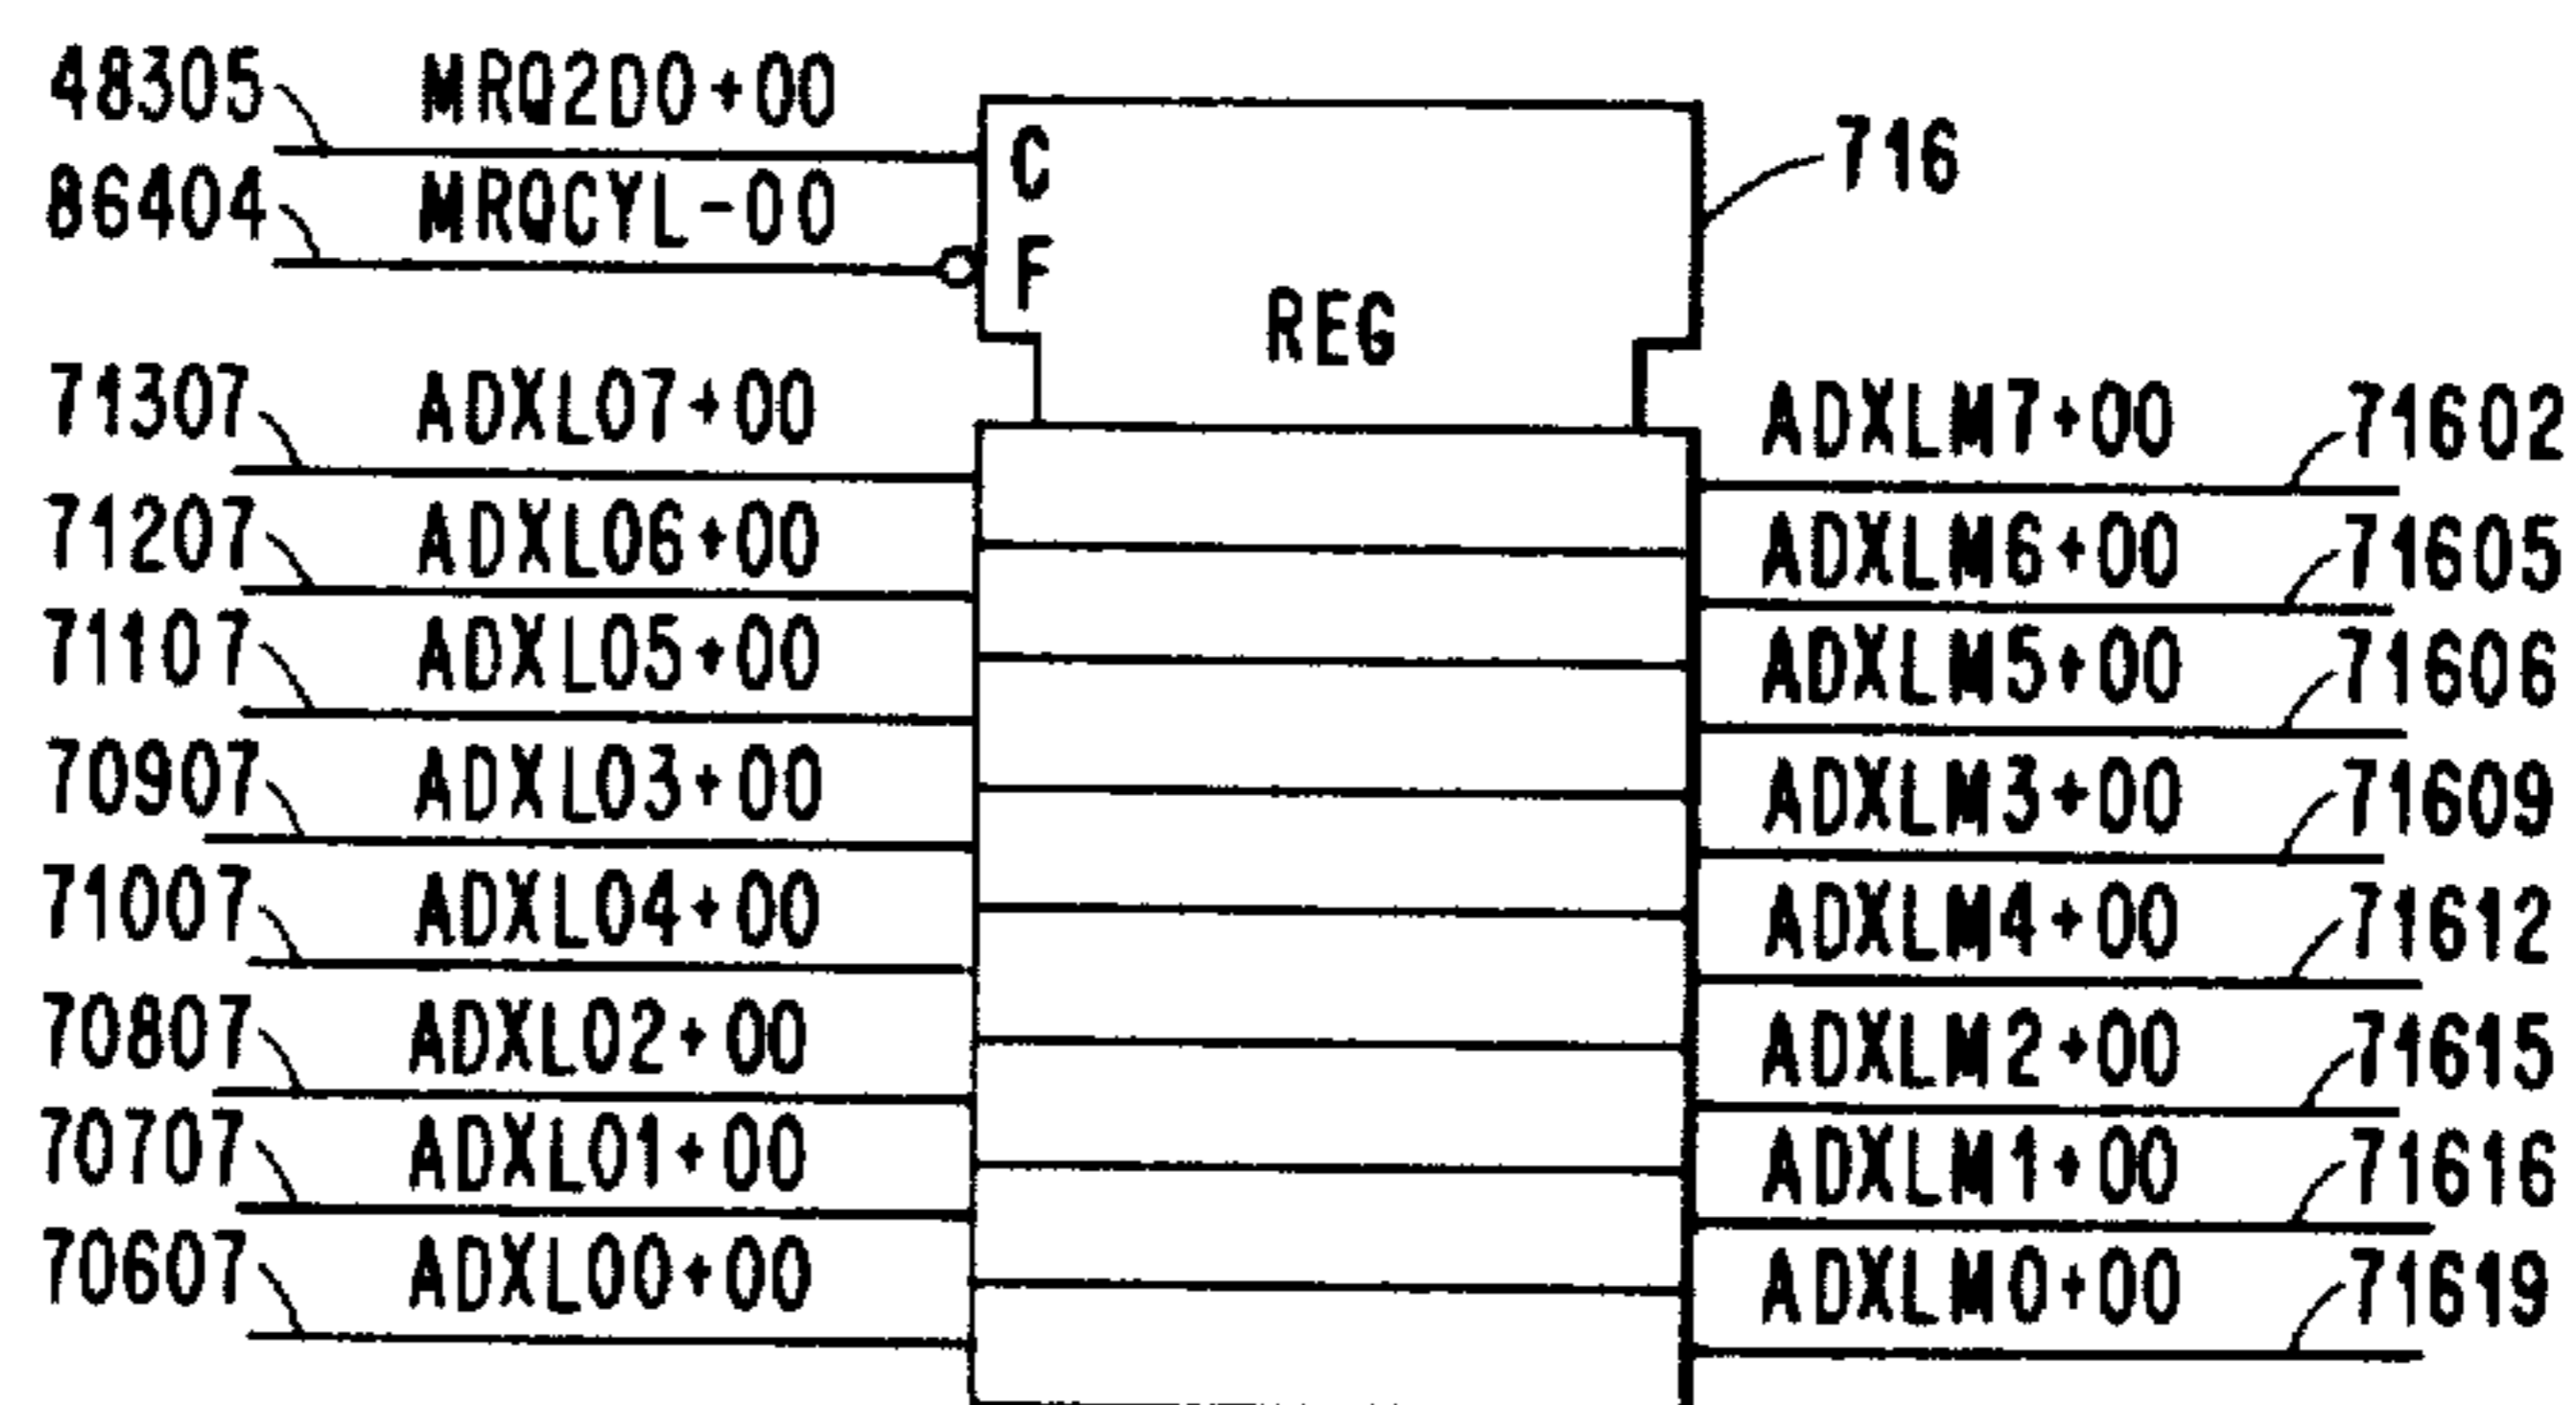 48305 MRQ2D0+00
C
716
86404 MRQCYL-00
F
REG
71307 ADXL07+00 ADXLM7+00 71602
71207 ADXL06+00 ADXLM6+00 71605
71107 ADXL05+00 ADXLM5+00 71606
70907 ADXL03+00 ADXLM3+00 71609
71007 ADXL04+00 ADXLM4+00 71612
70807 ADXL02+00 ADXLM2+00 71615
70707 ADXL01+00 ADXLM1+00 71616
70607 ADXL00+00 ADXLM0+00 71619